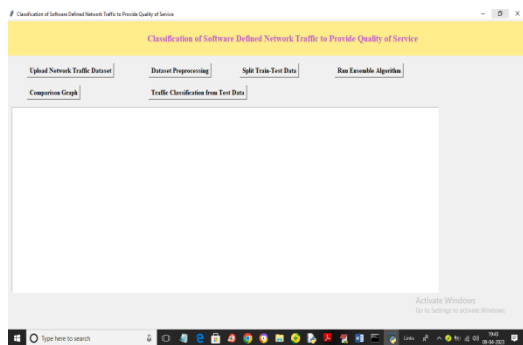 Classification of Software Defined Network Traffic to Provide Quality of Service
Classification of Software Defined Network Traffic to Provide Quality of Service
Upload Network Traffic Dataset Dataset Preprocessing Split Train-Test Data Run Ensemble Algorithm
Comparison Graph Traffic Classification from Test Data
Activate Windows
Go to Settings to activate Windows.
Type here to search Links